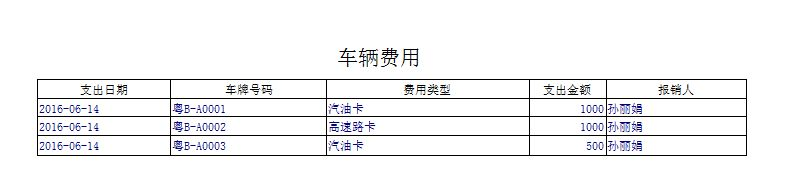 车辆费用
支出日期 车牌号码 费用类型 支出金额 报销人
2016-06-14 粤B-A0001 汽油卡 1000 孙丽娟
2016-06-14 粤B-A0002 高速路卡 1000 孙丽娟
2016-06-14 粤B-A0003 汽油卡 500 孙丽娟